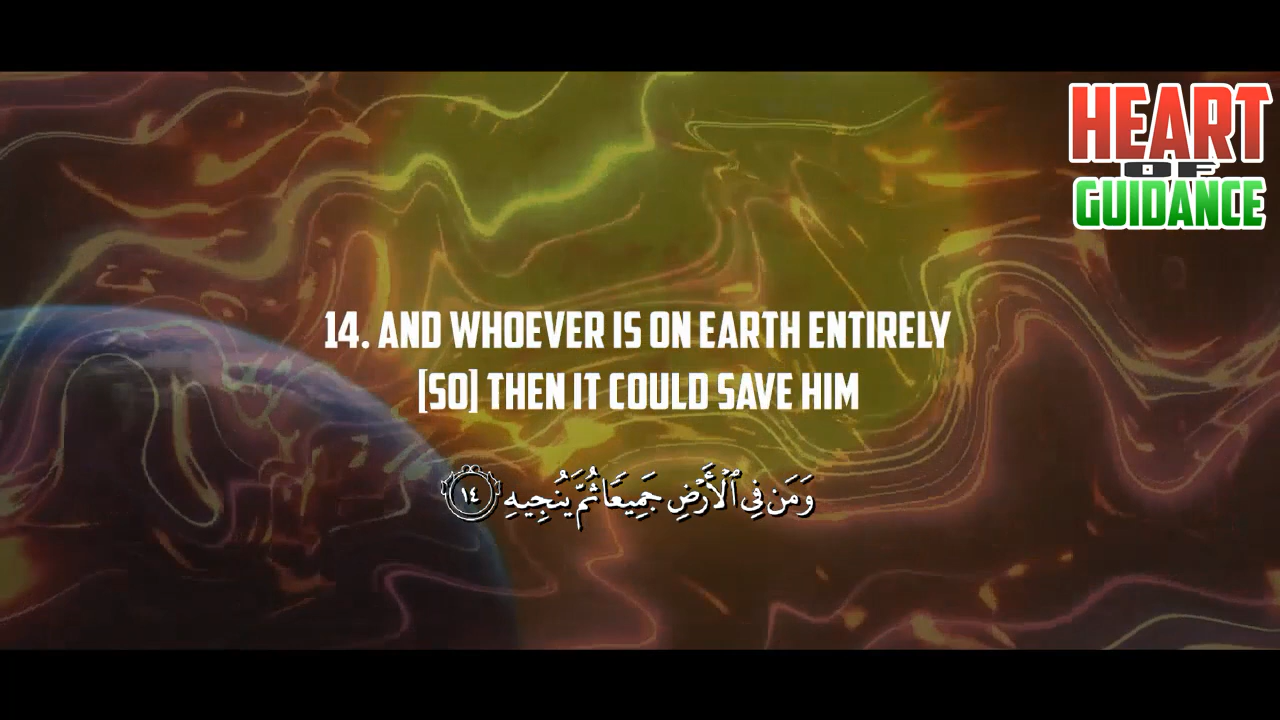 HEART
OF
GUIDANCE
14. AND WHOEVER IS ON EARTH ENTIRELY
[SO] THEN IT COULD SAVE HIM
وَمَن فِي ٱلْأَرْضِ جَمِيعًا ثُمَّ يُنجِيهِ ١٤